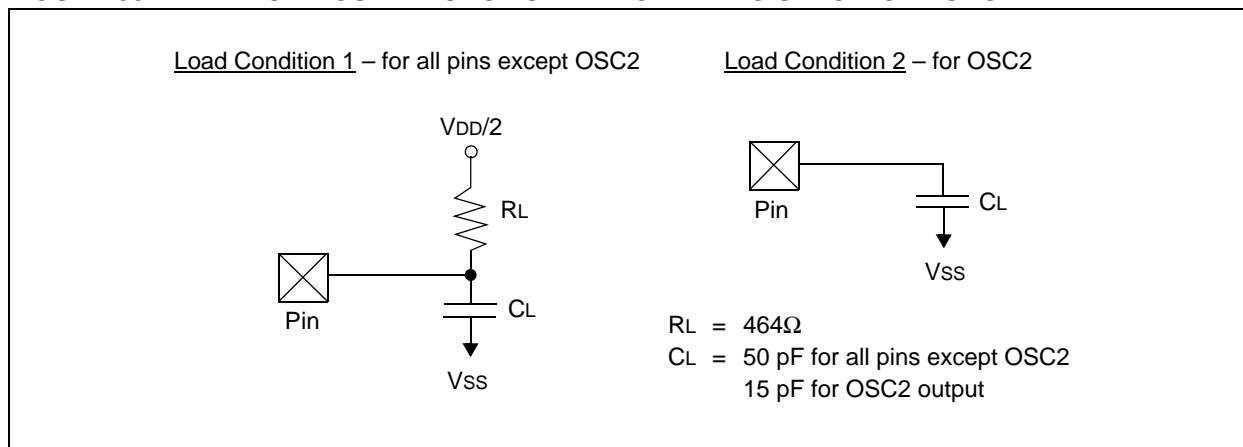 Load Condition 1 – for all pins except OSC2
Load Condition 2 – for OSC2
VDD/2
RL
Pin
CL
VSS
Pin
CL
VSS
RL = 464Ω
CL = 50 pF for all pins except OSC2
15 pF for OSC2 output